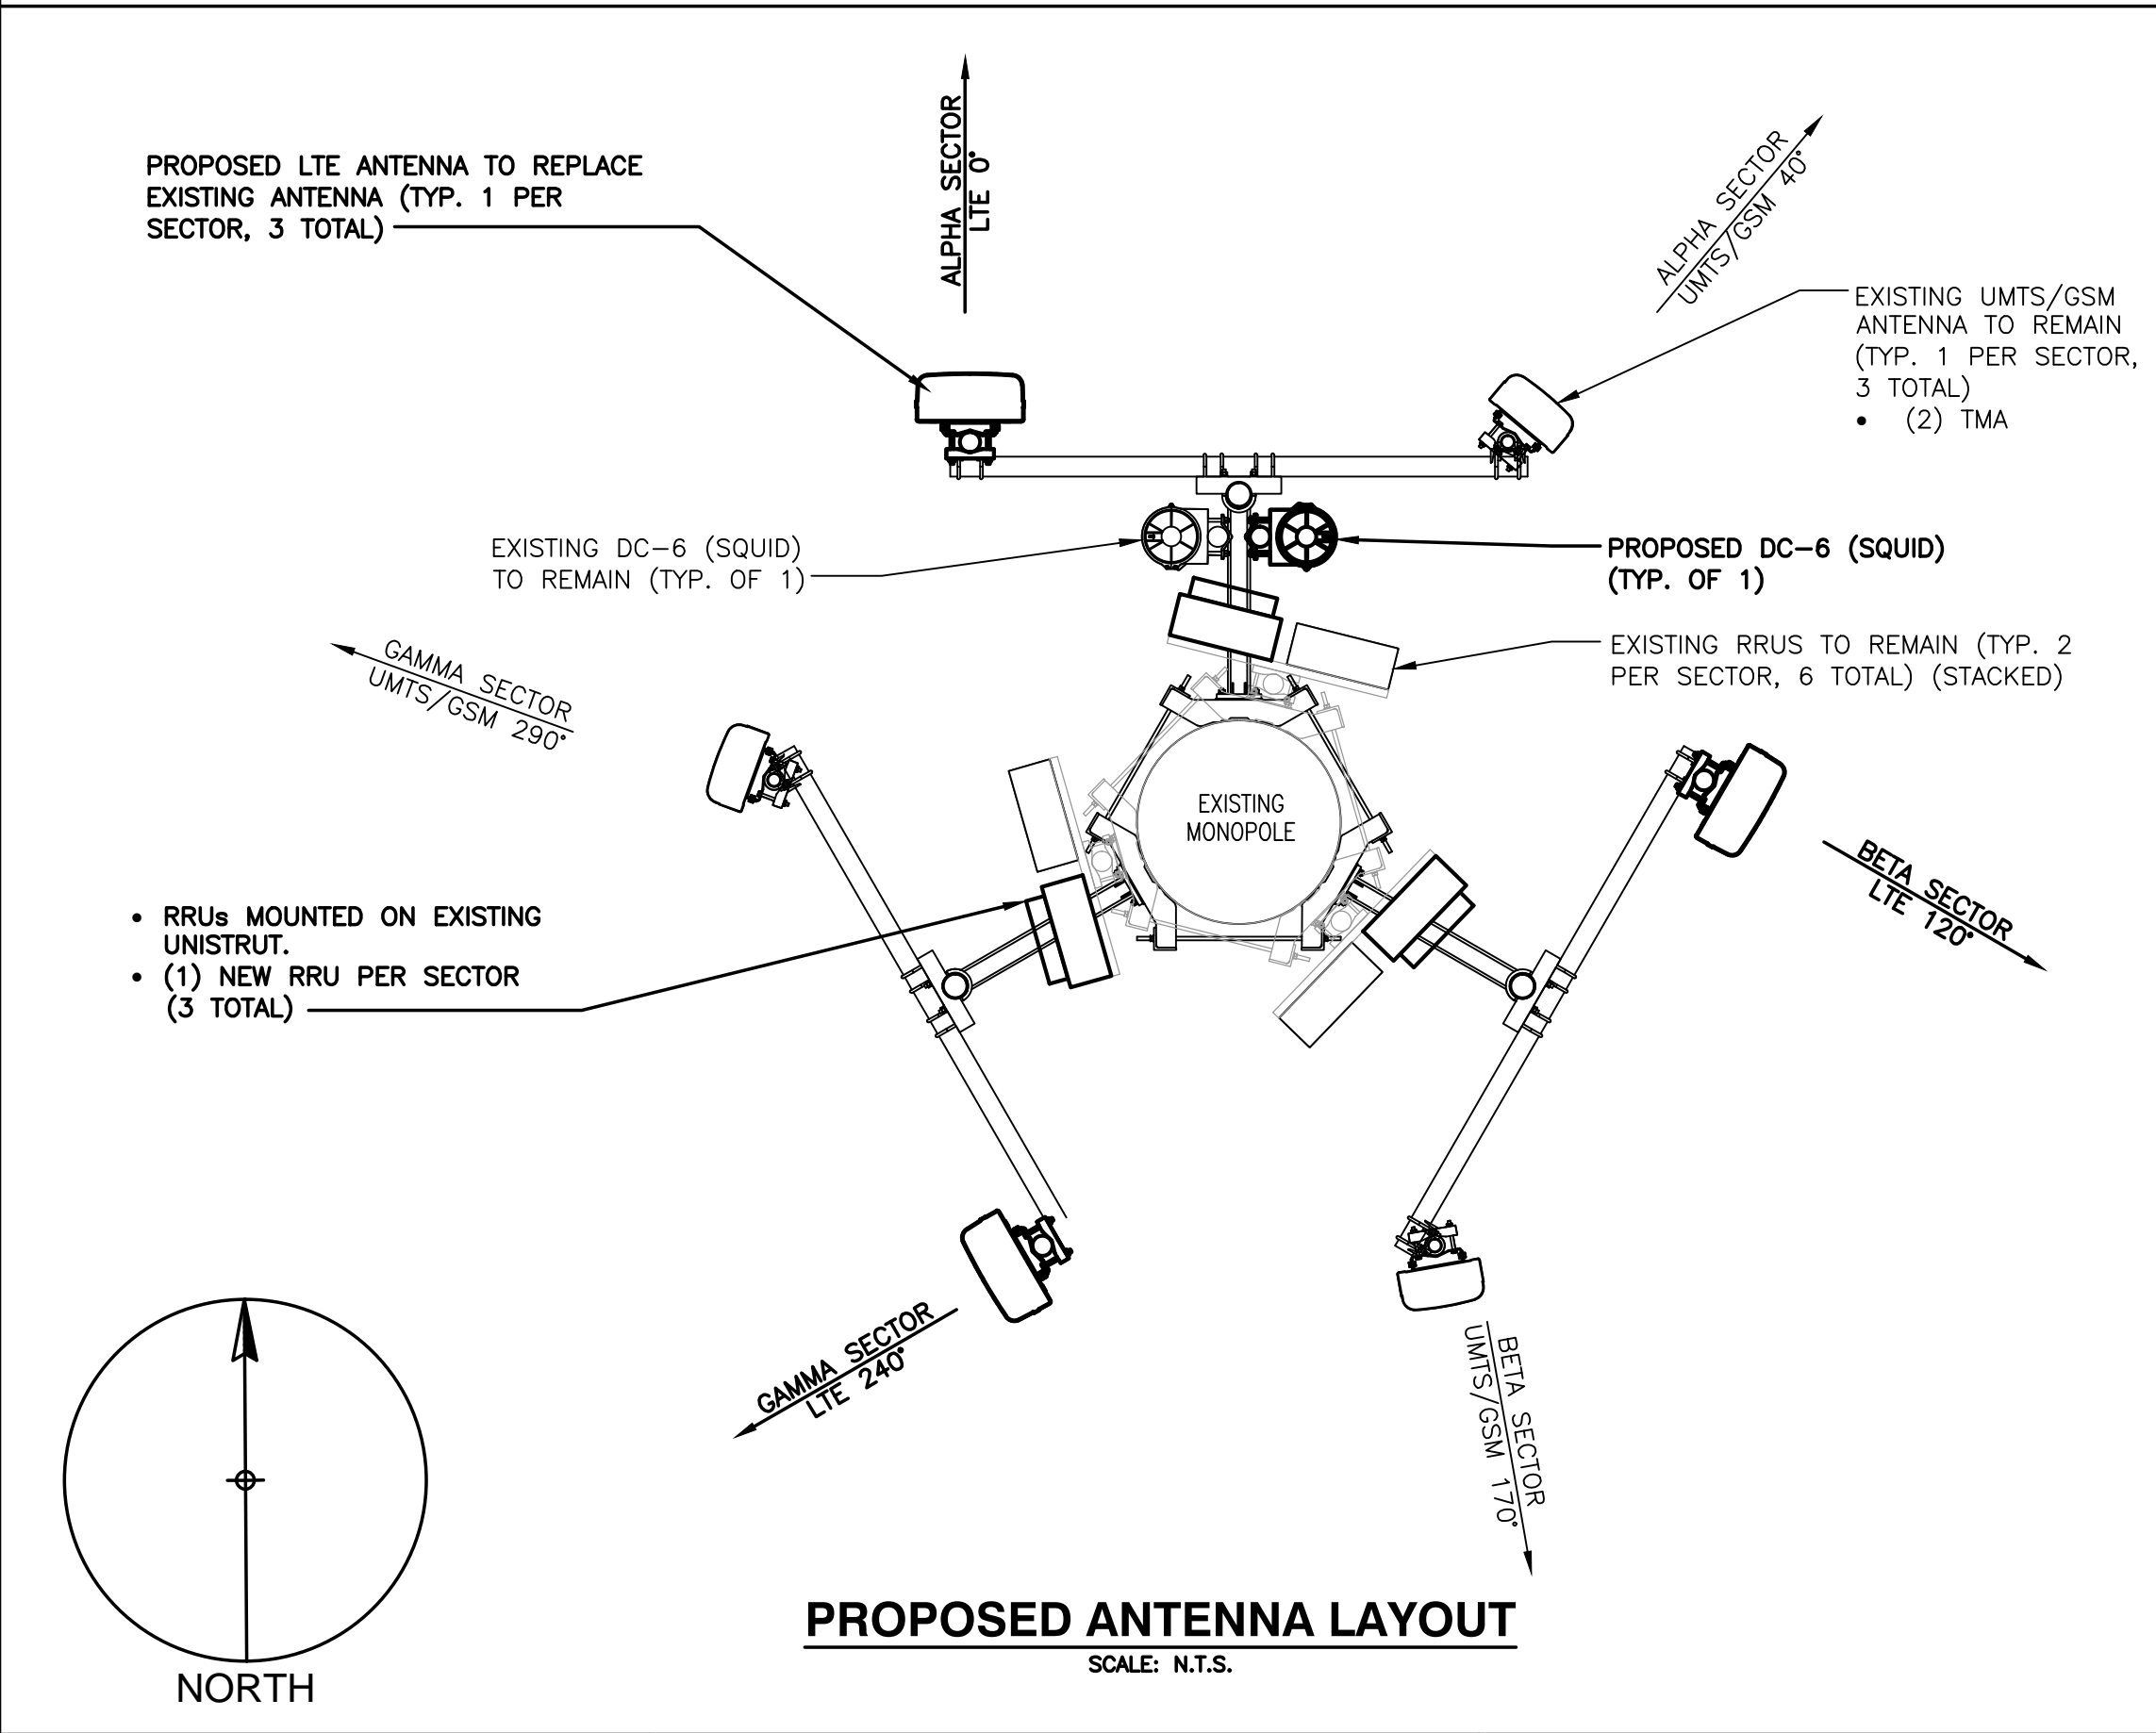 PROPOSED LTE ANTENNA TO REPLACE
EXISTING ANTENNA (TYP. 1 PER
SECTOR, 3 TOTAL)
ALPHA SECTOR
LTE 0°
ALPHA SECTOR
UMTS/GSM 40°
EXISTING UMTS/GSM
ANTENNA TO REMAIN
(TYP. 1 PER SECTOR,
3 TOTAL)
• (2) TMA
EXISTING DC-6 (SQUID)
TO REMAIN (TYP. OF 1)
PROPOSED DC-6 (SQUID)
(TYP. OF 1)
EXISTING RRUS TO REMAIN (TYP. 2
PER SECTOR, 6 TOTAL) (STACKED)
GAMMA SECTOR
UMTS/GSM 290°
EXISTING
MONOPOLE
BETA SECTOR
LTE 120°
• RRUs MOUNTED ON EXISTING
UNISTRUT.
• (1) NEW RRU PER SECTOR
(3 TOTAL)
GAMMA SECTOR
LTE 240°
BETA SECTOR
UMTS/GSM 170°
NORTH
PROPOSED ANTENNA LAYOUT
SCALE: N.T.S.